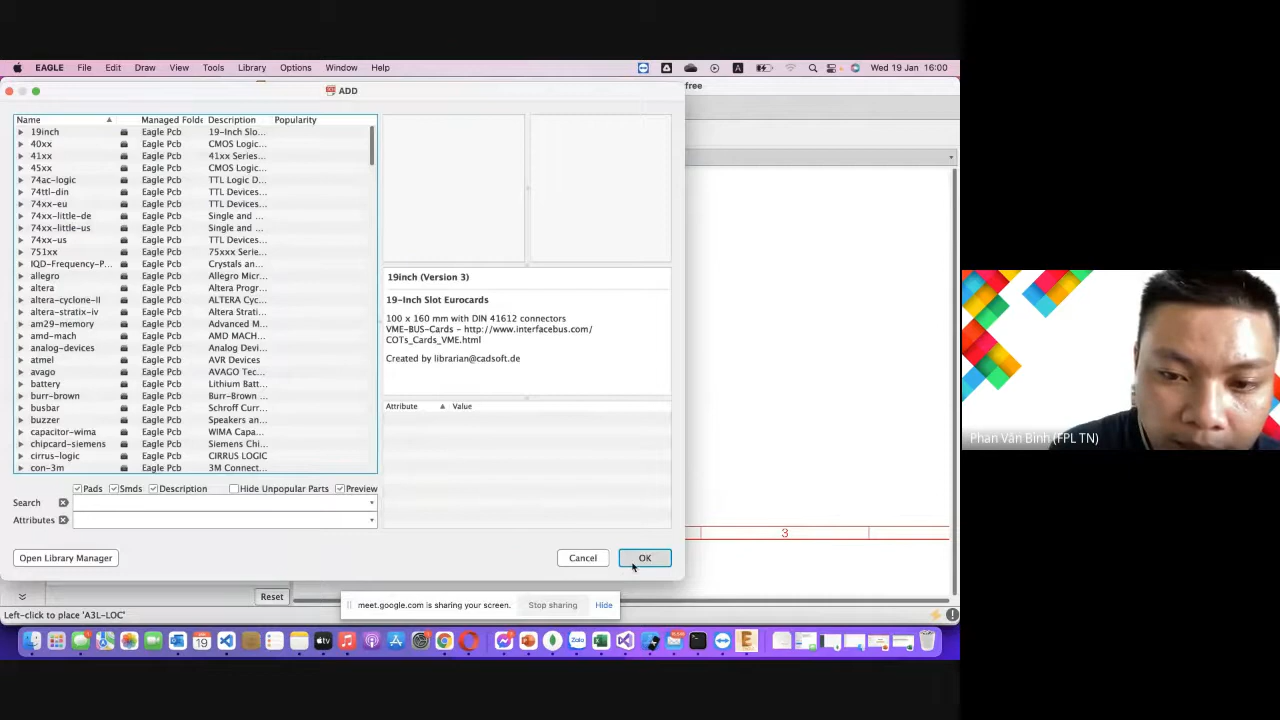 EAGLE File Edit Draw View Tools Library Options Window Help
A
Wed 19 Jan 16:00
ADD
free
Name Managed Folde Description Popularity
19inch Eagle Pcb 19-Inch Slo...
40xx Eagle Pcb CMOS Logic...
41xx Eagle Pcb 41xx Series...
45xx Eagle Pcb CMOS Logic...
74ac-logic Eagle Pcb TTL Logic D...
74ttl-din Eagle Pcb TTL Devices...
74xx-eu Eagle Pcb TTL Devices...
74xx-little-de Eagle Pcb Single and ...
74xx-little-us Eagle Pcb Single and ...
74xx-us Eagle Pcb TTL Devices...
751xx Eagle Pcb 75xxx Serie...
IQD-Frequency-P... Eagle Pcb Crystals an...
allegro Eagle Pcb Allegro Micr...
altera Eagle Pcb Altera Progr...
altera-cyclone-II Eagle Pcb ALTERA Cyc...
altera-stratix-iv Eagle Pcb Altera Strati...
am29-memory Eagle Pcb Advanced M...
amd-mach Eagle Pcb AMD MACH...
analog-devices Eagle Pcb Analog Devi...
atmel Eagle Pcb AVR Devices
avago Eagle Pcb AVAGO Tec...
battery Eagle Pcb Lithium Batt...
burr-brown Eagle Pcb Burr-Brown ...
busbar Eagle Pcb Schroff Curr...
buzzer Eagle Pcb Speakers an...
capacitor-wima Eagle Pcb WIMA Capa...
chipcard-siemens Eagle Pcb Siemens Chi...
cirrus-logic Eagle Pcb CIRRUS LOGIC
con-3m Eagle Pcb 3M Connect...
19inch (Version 3)
19-Inch Slot Eurocards
100 x 160 mm with DIN 41612 connectors
VME-BUS-Cards - http://www.interfacebus.com/
COTs_Cards_VME.html
Created by librarian@cadsoft.de
Attribute Value
Pads Smds Description Hide Unpopular Parts Preview
Search
Attributes
Open Library Manager
Cancel
OK
3
Reset
meet.google.com is sharing your screen. Stop sharing Hide
Left-click to place 'A3L-LOC'
Phan Văn Bình (FPL TN)